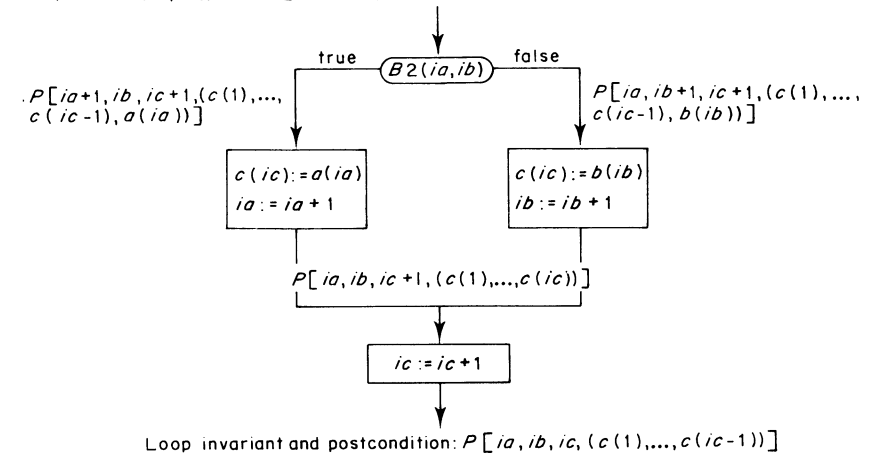 true
B2(ia,ib)
false
P[ia+1,ib,ic+1,(c(1),...,
c(ic-1),a(ia))]
P[ia,ib+1,ic+1,(c(1),...,
c(ic-1),b(ib))]
c(ic):=a(ia)
ia:=ia+1
c(ic):=b(ib)
ib:=ib+1
P[ia,ib,ic+1,(c(1),...,c(ic))]
ic:=ic+1
Loop invariant and postcondition: P[ia,ib,ic,(c(1),...,c(ic-1))]